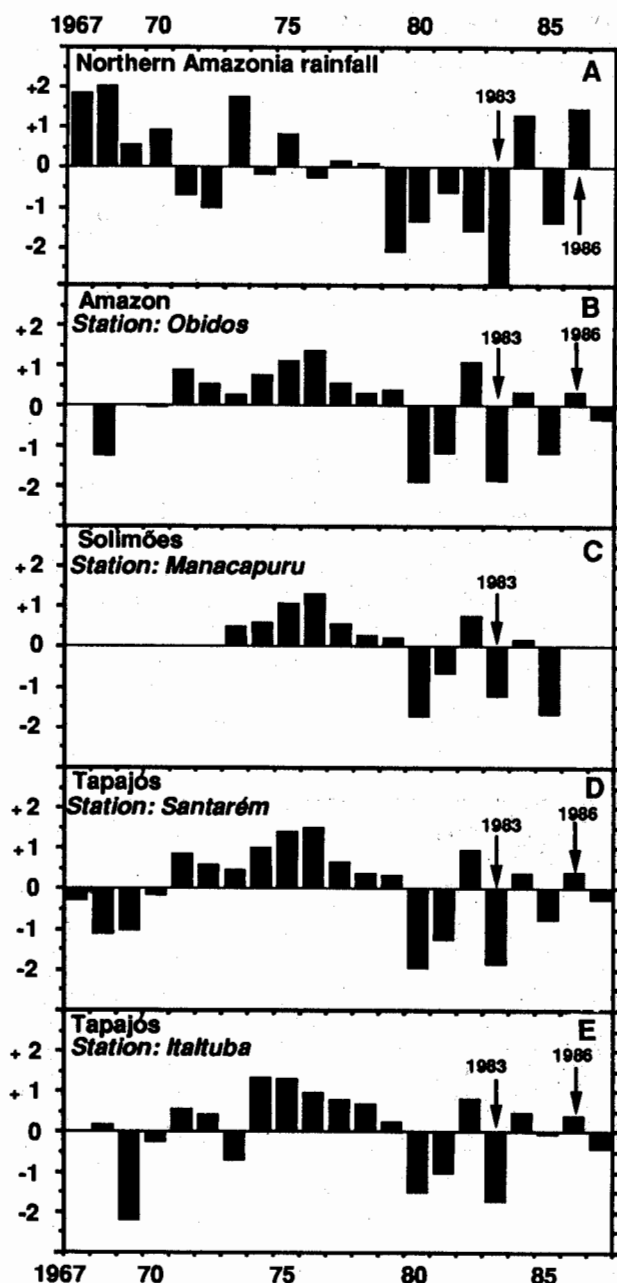 1967 70 75 80 85
Northern Amazonia rainfall A
+2
1983
+1
0
-1
-2
1986
Amazon B
Station: Obidos
+2
1983 1986
+1
0
-1
-2
Solimões C
Station: Manacapuru
+2
1983
+1
0
-1
-2
Tapajós D
Station: Santarém
+2
1983 1986
+1
0
-1
-2
Tapajós E
Station: Itaituba
+2
1983 1986
+
0
-1
-2
1967 70 75 80 85